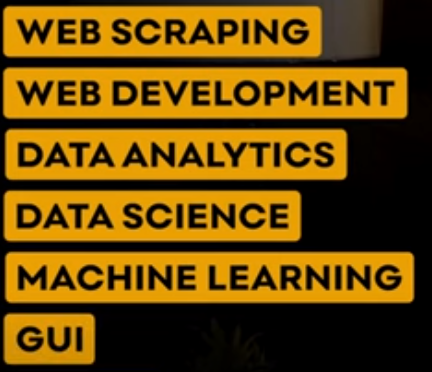 WEB SCRAPING
WEB DEVELOPMENT
DATA ANALYTICS
DATA SCIENCE
MACHINE LEARNING
GUI